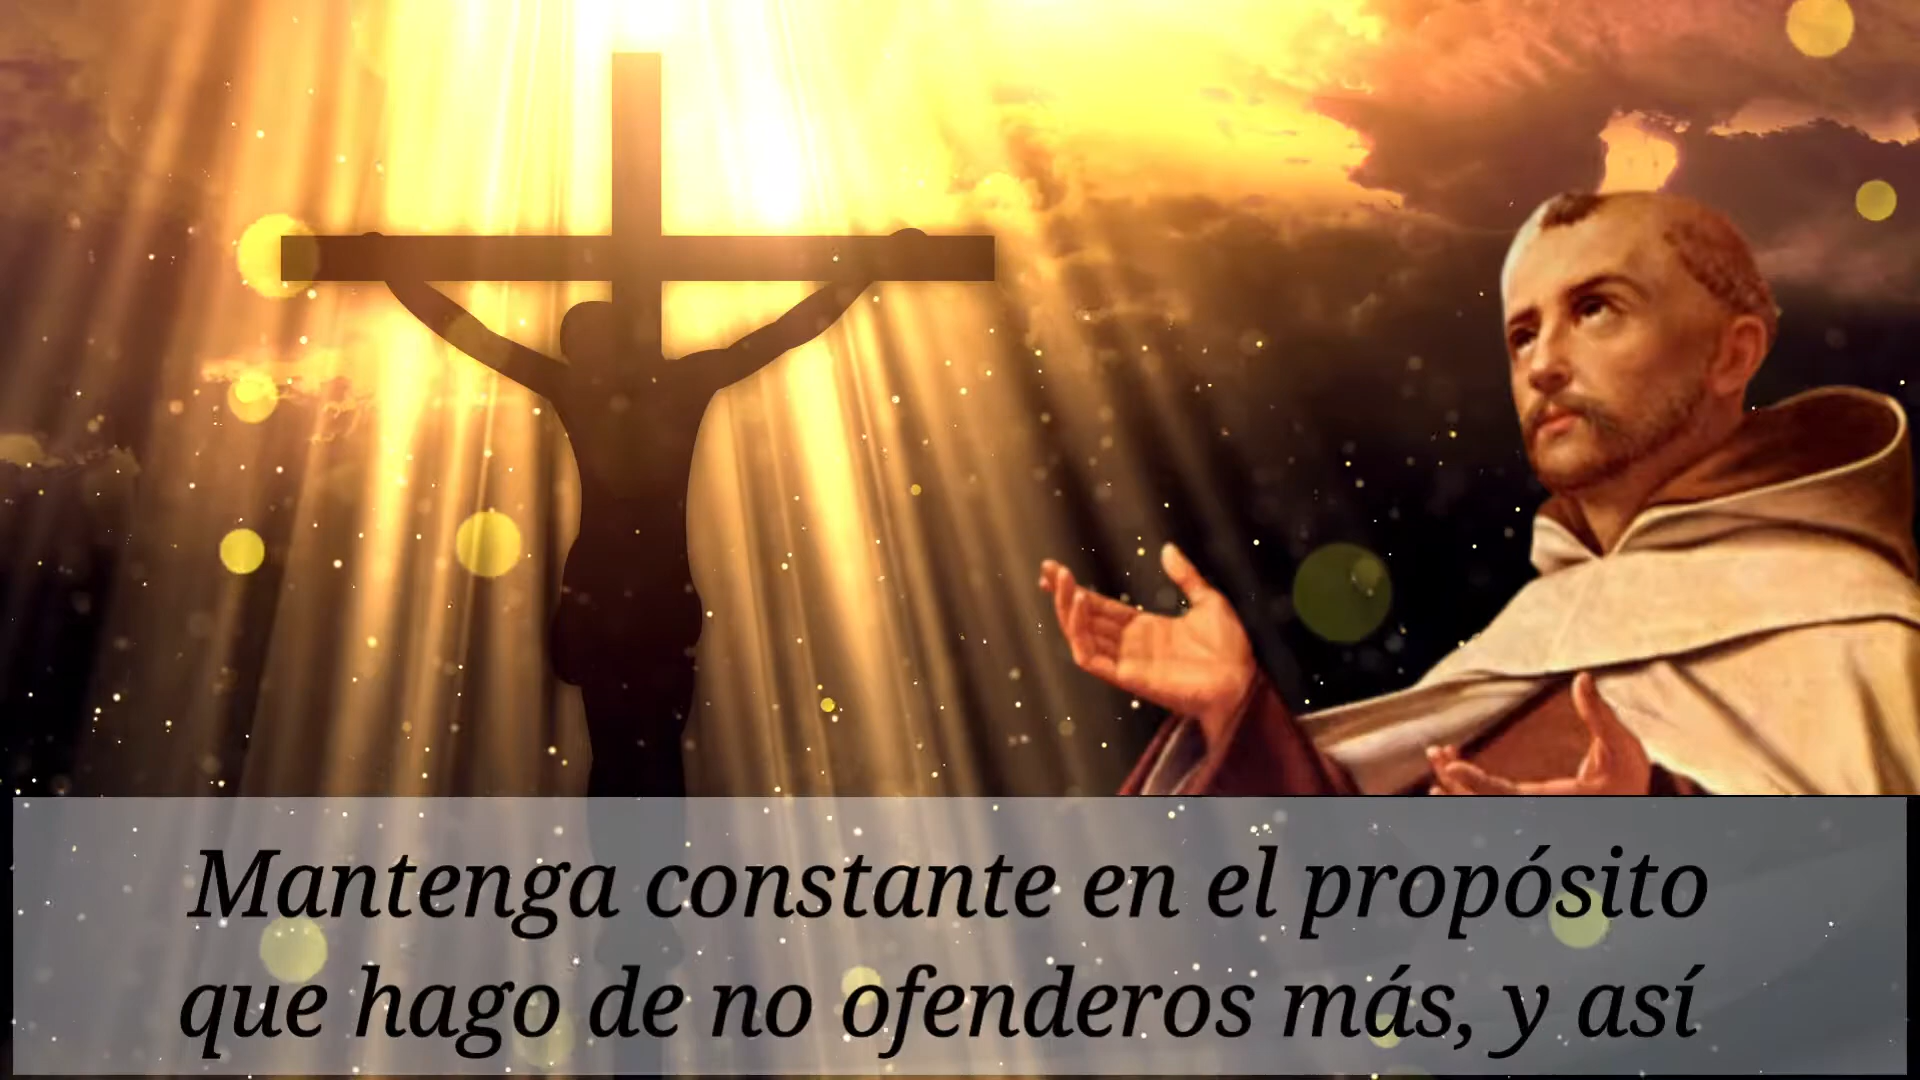 Mantenga constante en el propósito
que hago de no ofenderos más, y así